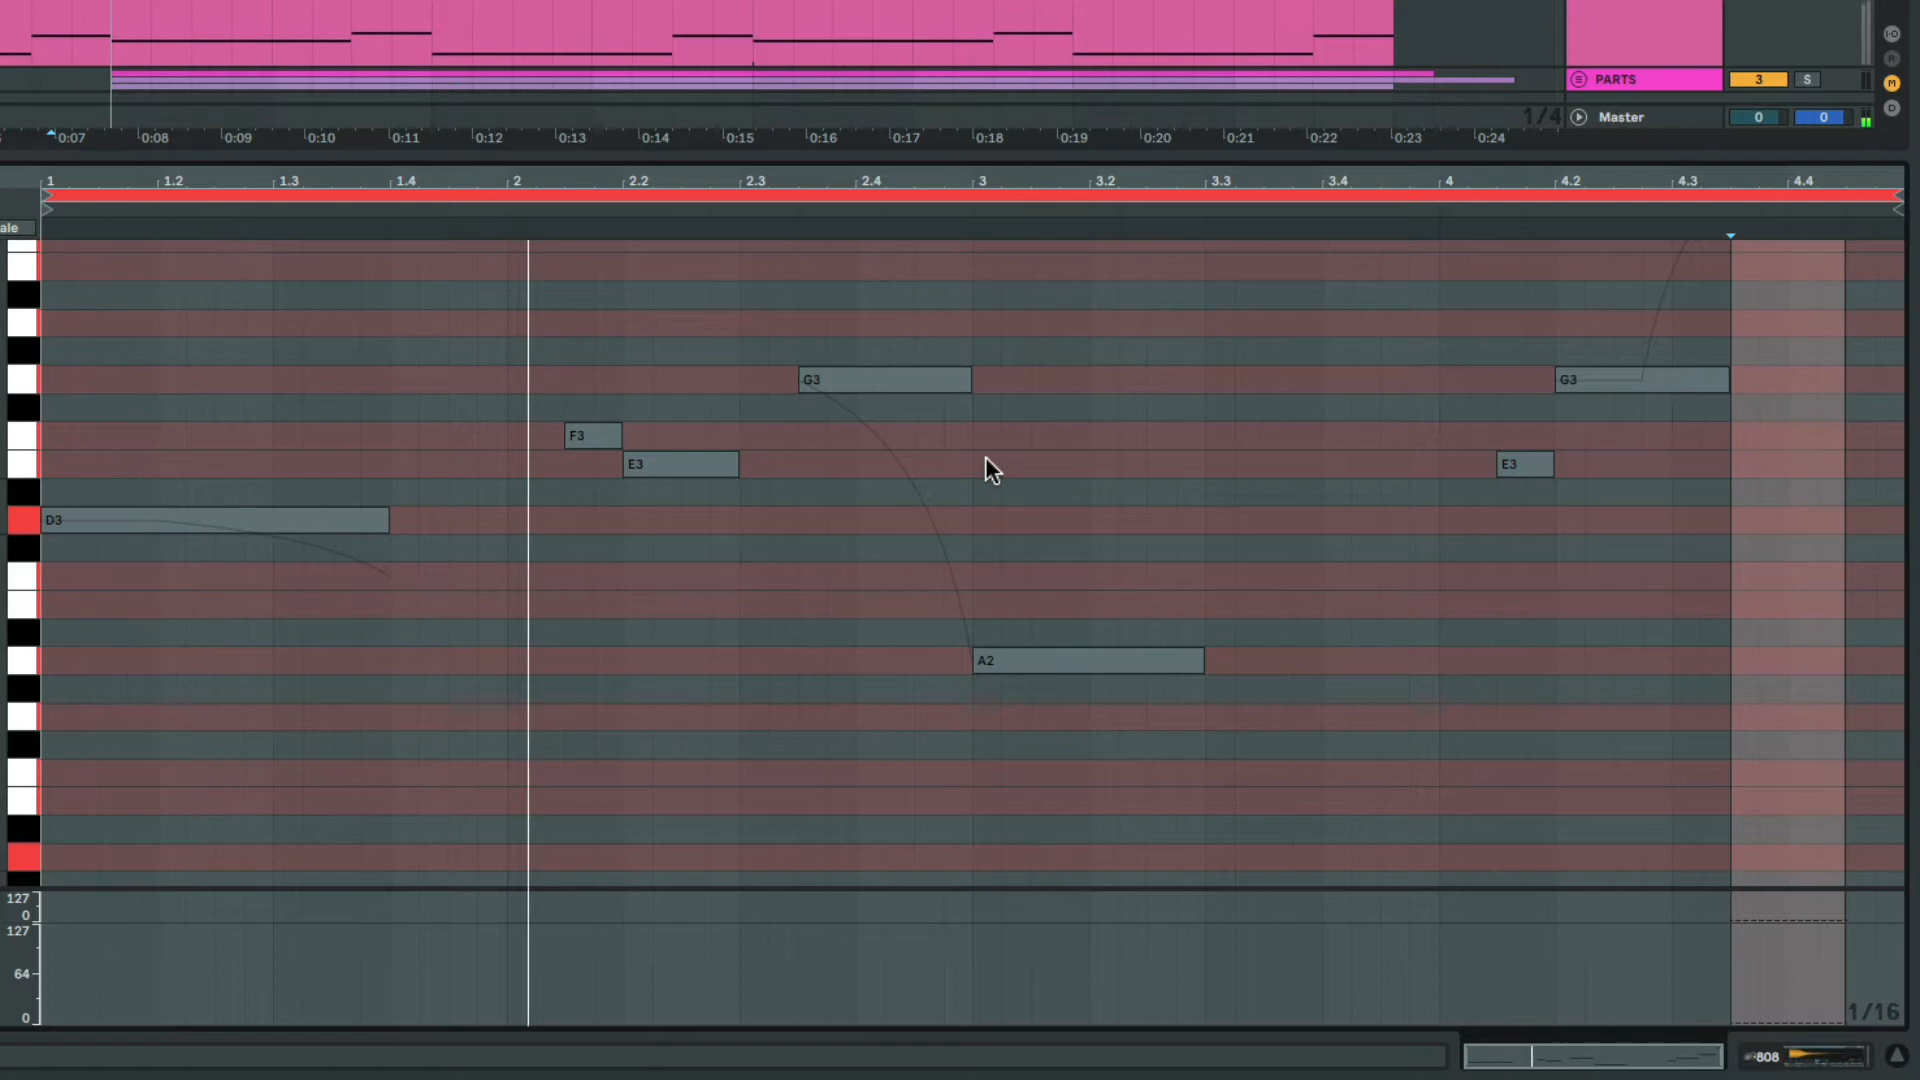 PARTS 3 S
I·O
R
M
D
1/4 Master 0 0
0:07 0:08 0:09 0:10 0:11 0:12 0:13 0:14 0:15 0:16 0:17 0:18 0:19 0:20 0:21 0:22 0:23 0:24
1 1.2 1.3 1.4 2 2.2 2.3 2.4 3 3.2 3.3 3.4 4 4.2 4.3 4.4
ale
G3 G3
F3
E3 E3
D3
A2
127
0
127
64
0
1/16
808